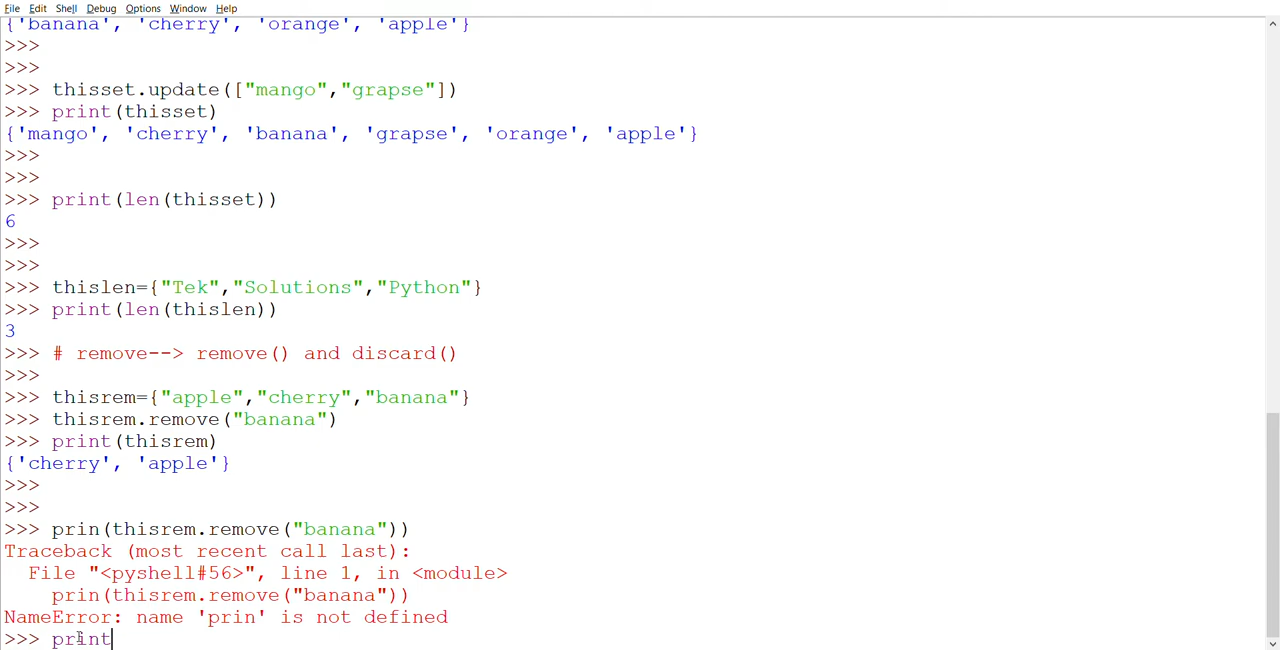 File Edit Shell Debug Options Window Help
{'banana', 'cherry', 'orange', 'apple'}
>>>
>>>
>>> thisset.update(["mango","grapse"])
>>> print(thisset)
{'mango', 'cherry', 'banana', 'grapse', 'orange', 'apple'}
>>>
>>>
>>> print(len(thisset))
6
>>>
>>>
>>> thislen={"Tek","Solutions","Python"}
>>> print(len(thislen))
3
>>> # remove--> remove() and discard()
>>>
>>> thisrem={"apple","cherry","banana"}
>>> thisrem.remove("banana")
>>> print(thisrem)
{'cherry', 'apple'}
>>>
>>>
>>> prin(thisrem.remove("banana"))
Traceback (most recent call last):
  File "<pyshell#56>", line 1, in <module>
    prin(thisrem.remove("banana"))
NameError: name 'prin' is not defined
>>> print